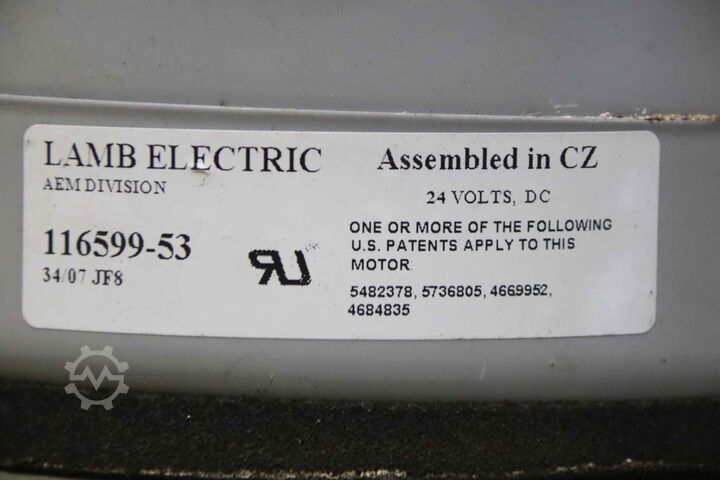 LAMB ELECTRIC
AEM DIVISION
116599-53
34/07 JF8
Assembled in CZ
24 VOLTS, DC
ONE OR MORE OF THE FOLLOWING
U.S. PATENTS APPLY TO THIS
MOTOR
5482378, 5736805, 4669952,
4684835